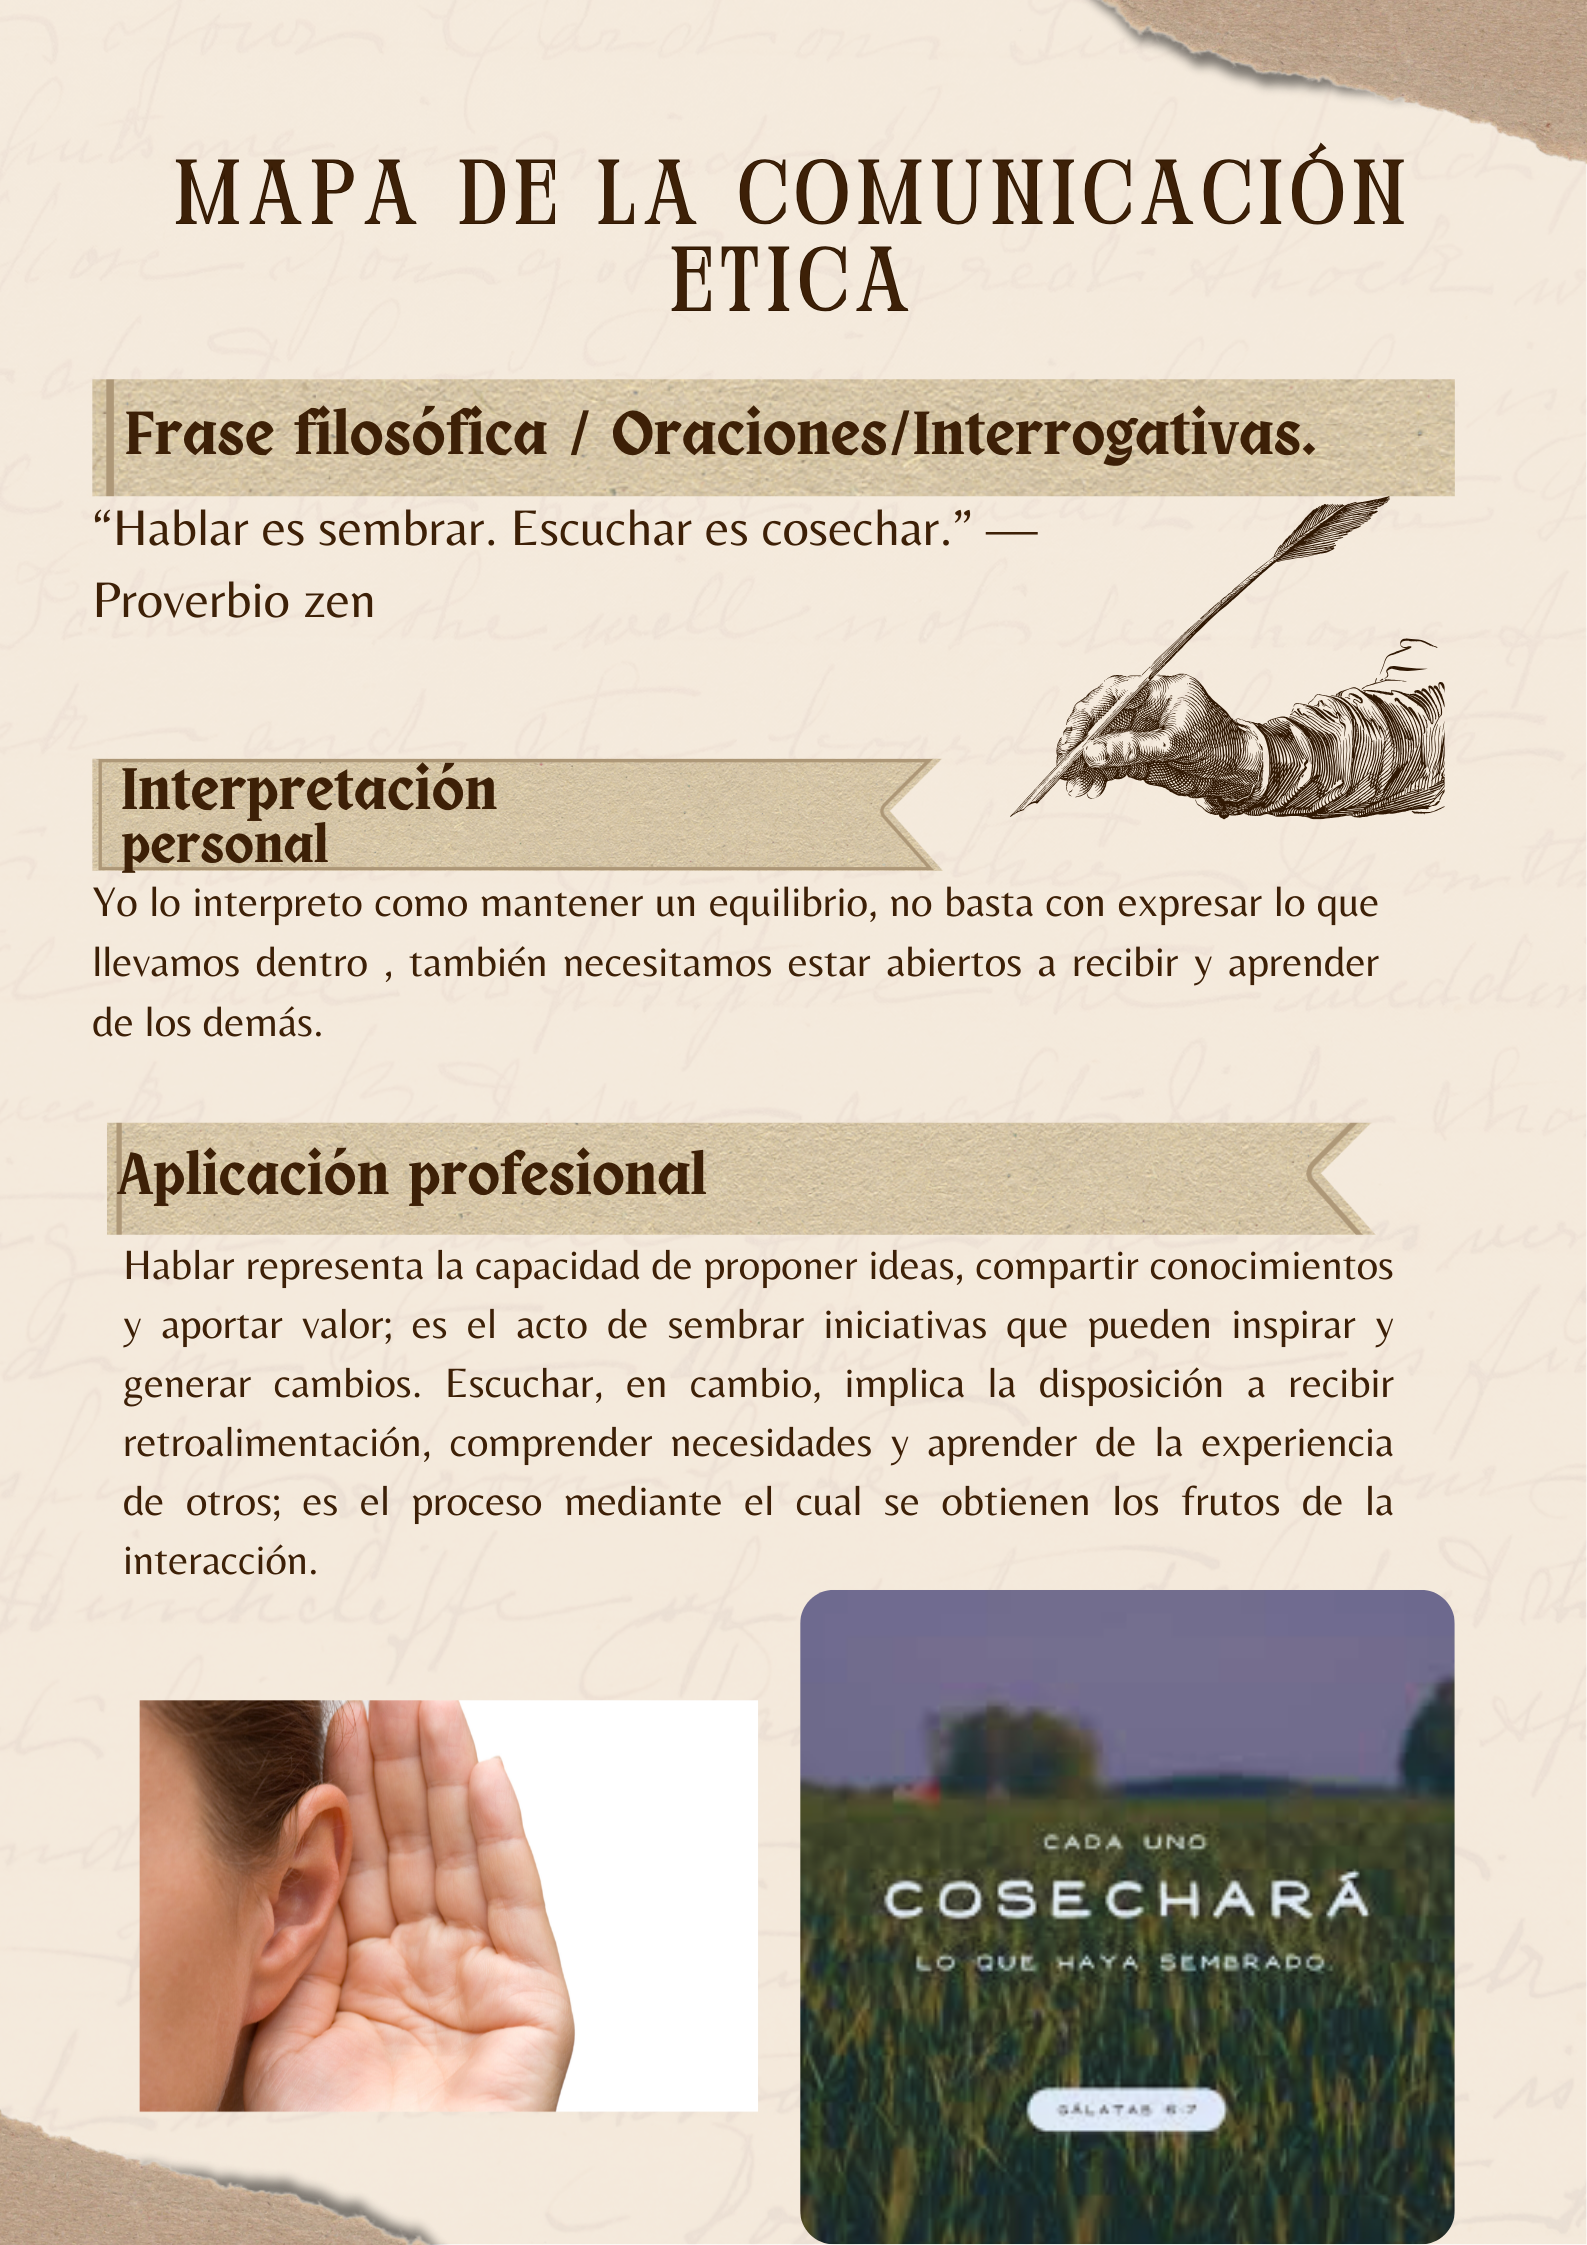 MAPA DE LA COMUNICACIÓN
ETICA
Frase filosófica / Oraciones/Interrogativas.
“Hablar es sembrar. Escuchar es cosechar.” —
Proverbio zen
Interpretación
personal
Yo lo interpreto como mantener un equilibrio, no basta con expresar lo que
llevamos dentro , también necesitamos estar abiertos a recibir y aprender
de los demás.
Aplicación profesional
Hablar representa la capacidad de proponer ideas, compartir conocimientos
y aportar valor; es el acto de sembrar iniciativas que pueden inspirar y
generar cambios. Escuchar, en cambio, implica la disposición a recibir
retroalimentación, comprender necesidades y aprender de la experiencia
de otros; es el proceso mediante el cual se obtienen los frutos de la
interacción.
CADA UNO
COSECHARÁ
LO QUE HAYA SEMBRADO.
GÁLATAS 6:7